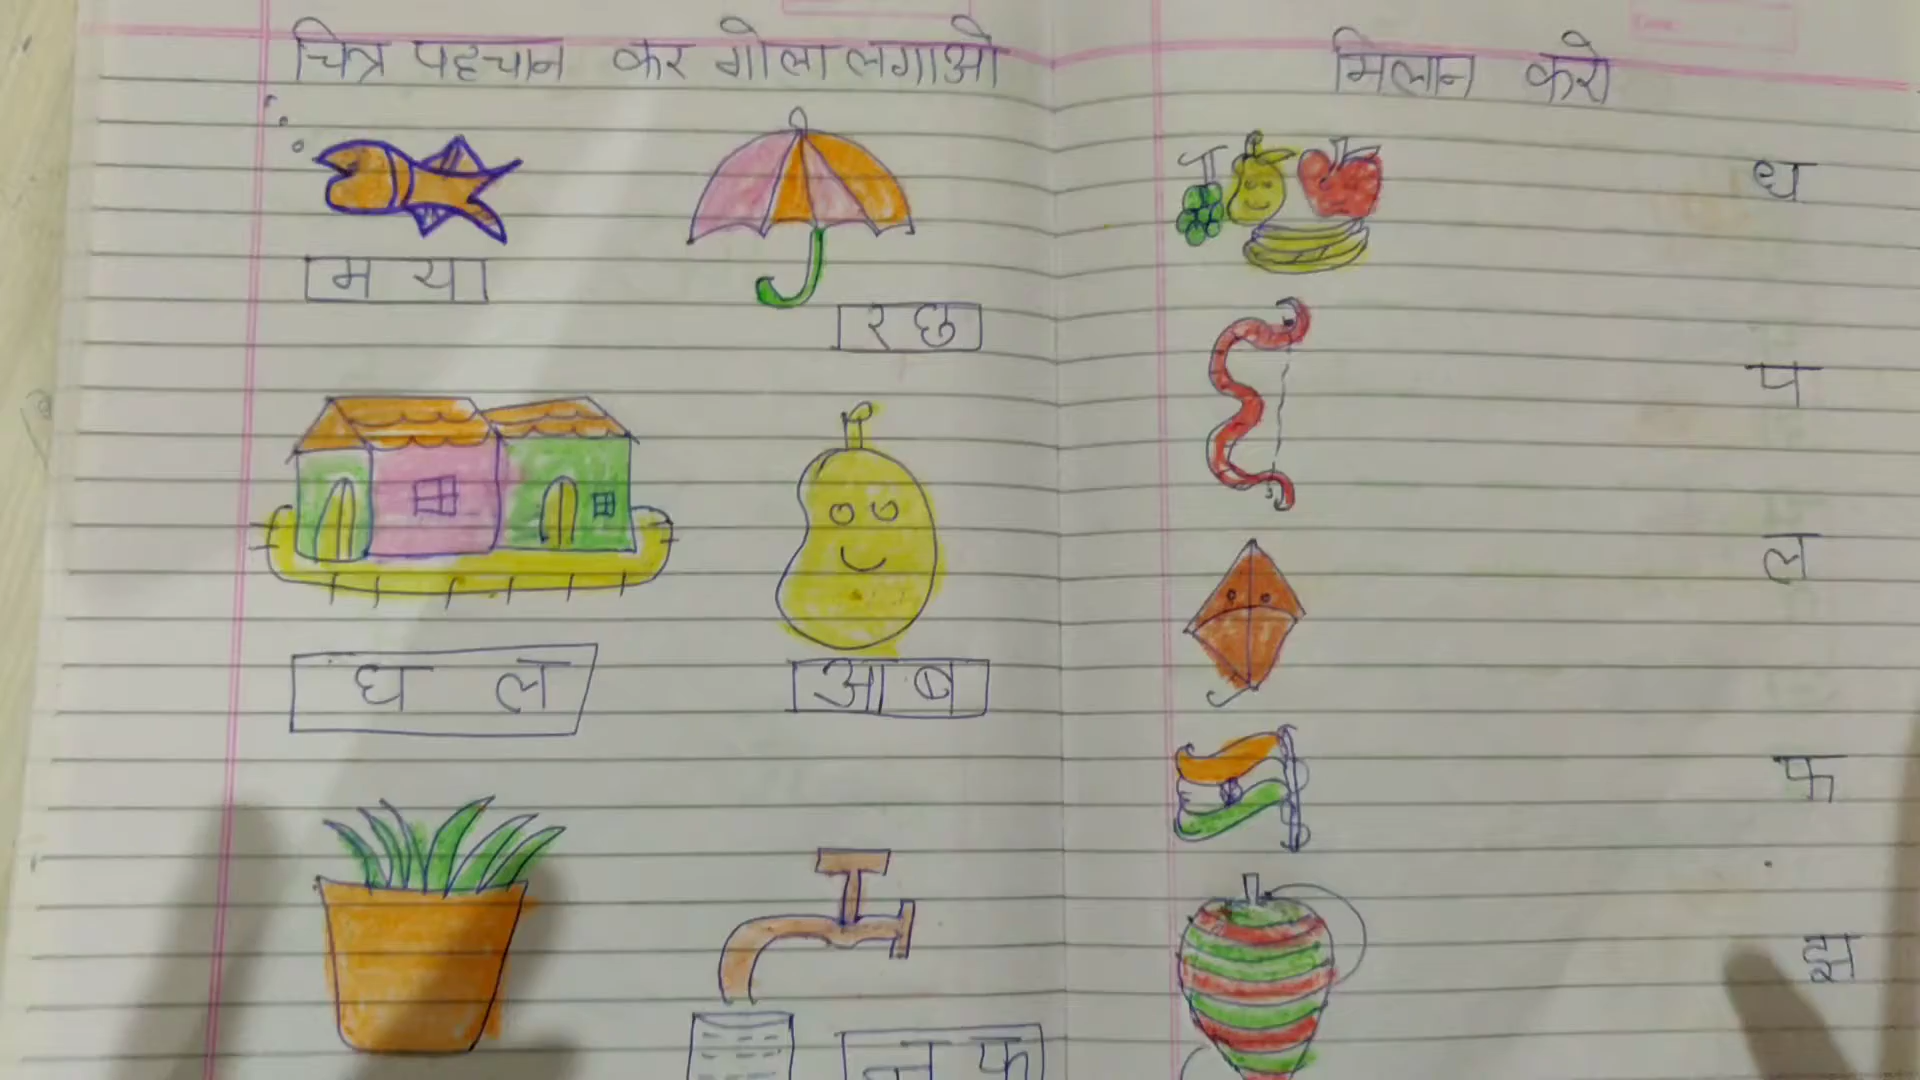 चित्र पहचान कर गोला लगाओ
म या
र छ
घ ल
आ ब
न फ
मिलान करो
ध
प
ल
फ
झ